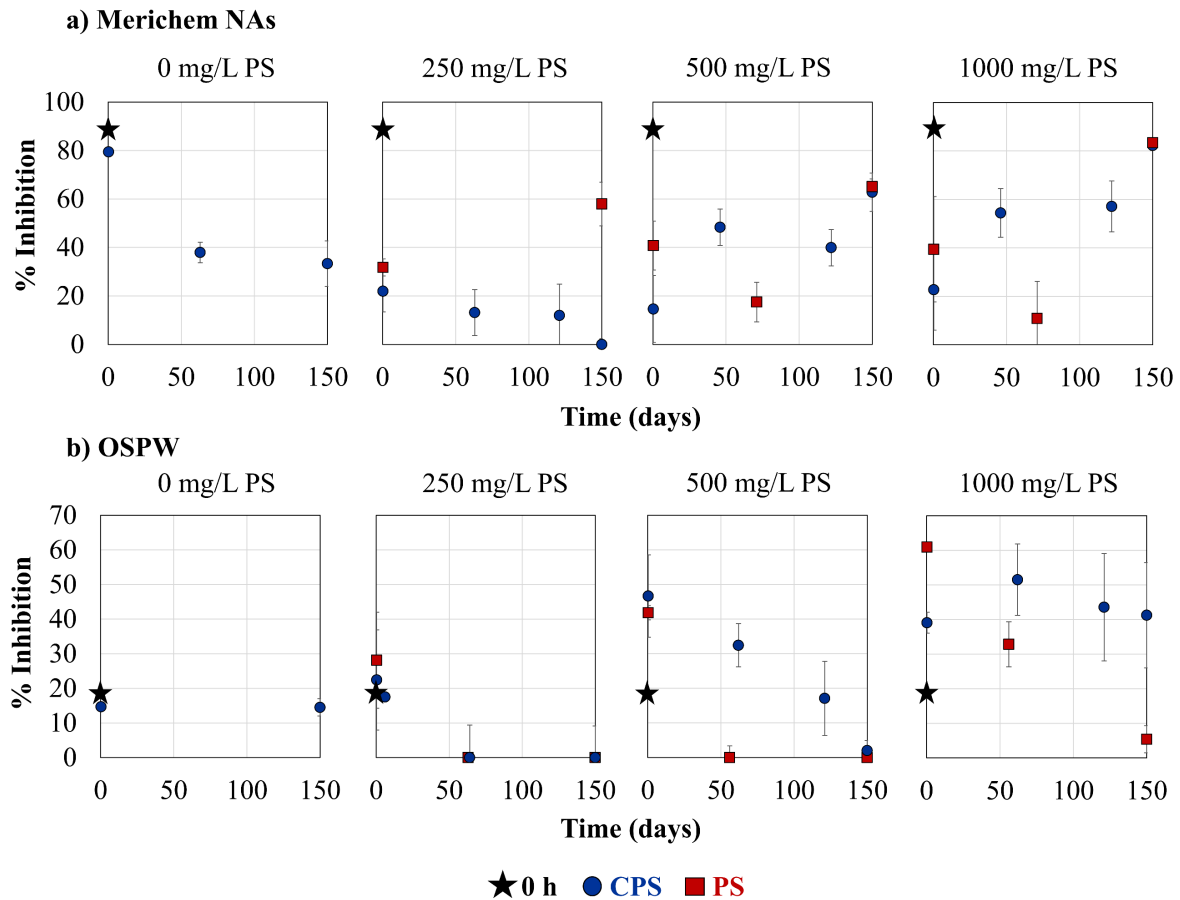 a) Merichem NAs
0 mg/L PS 250 mg/L PS 500 mg/L PS 1000 mg/L PS
% Inhibition
100
80
60
40
20
0
0 50 100 150 0 50 100 150 0 50 100 150 0 50 100 150
Time (days)
b) OSPW
0 mg/L PS 250 mg/L PS 500 mg/L PS 1000 mg/L PS
% Inhibition
70
60
50
40
30
20
10
0
0 50 100 150 0 50 100 150 0 50 100 150 0 50 100 150
Time (days)
0 h CPS PS